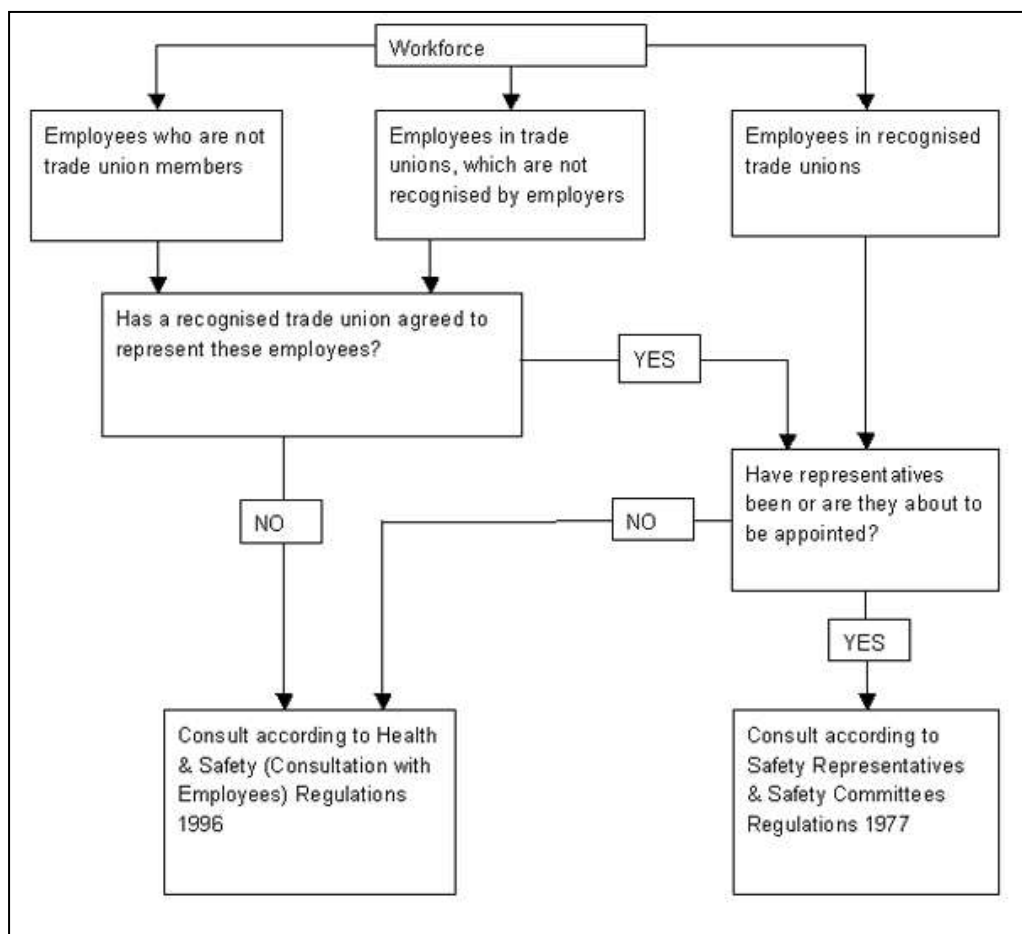 Workforce
Employees who are not
trade union members
Employees in trade
unions, which are not
recognised by employers
Employees in recognised
trade unions
Has a recognised trade union agreed to
represent these employees?
YES
Have representatives
been or are they about to
be appointed?
NO
NO
YES
Consult according to Health
& Safety (Consultation with
Employees) Regulations
1996
Consult according to
Safety Representatives
& Safety Committees
Regulations 1977